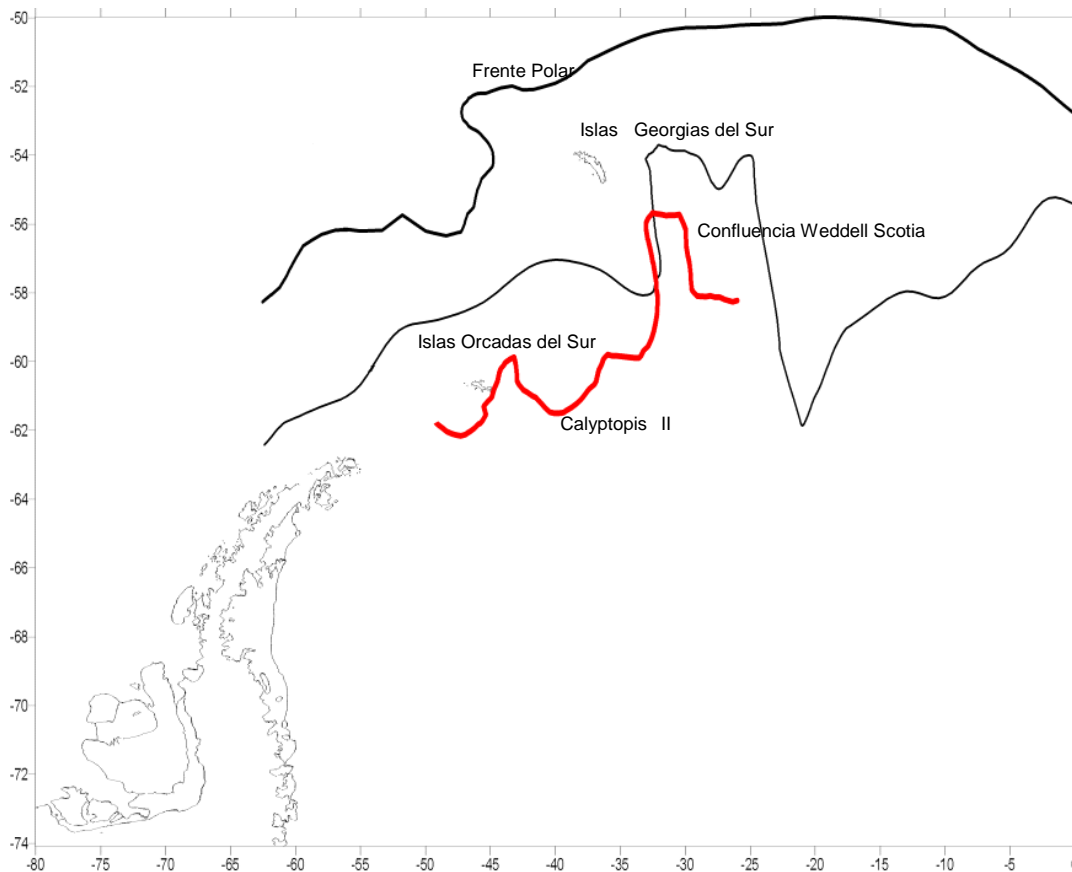 -50
Frente Polar
-52
Islas Georgias del Sur
-54
-56
Confluencia Weddell Scotia
-58
Islas Orcadas del Sur
-60
Calyptopis II
-62
-64
-66
-68
-70
-72
-74
-80 -75 -70 -65 -60 -55 -50 -45 -40 -35 -30 -25 -20 -15 -10 -5